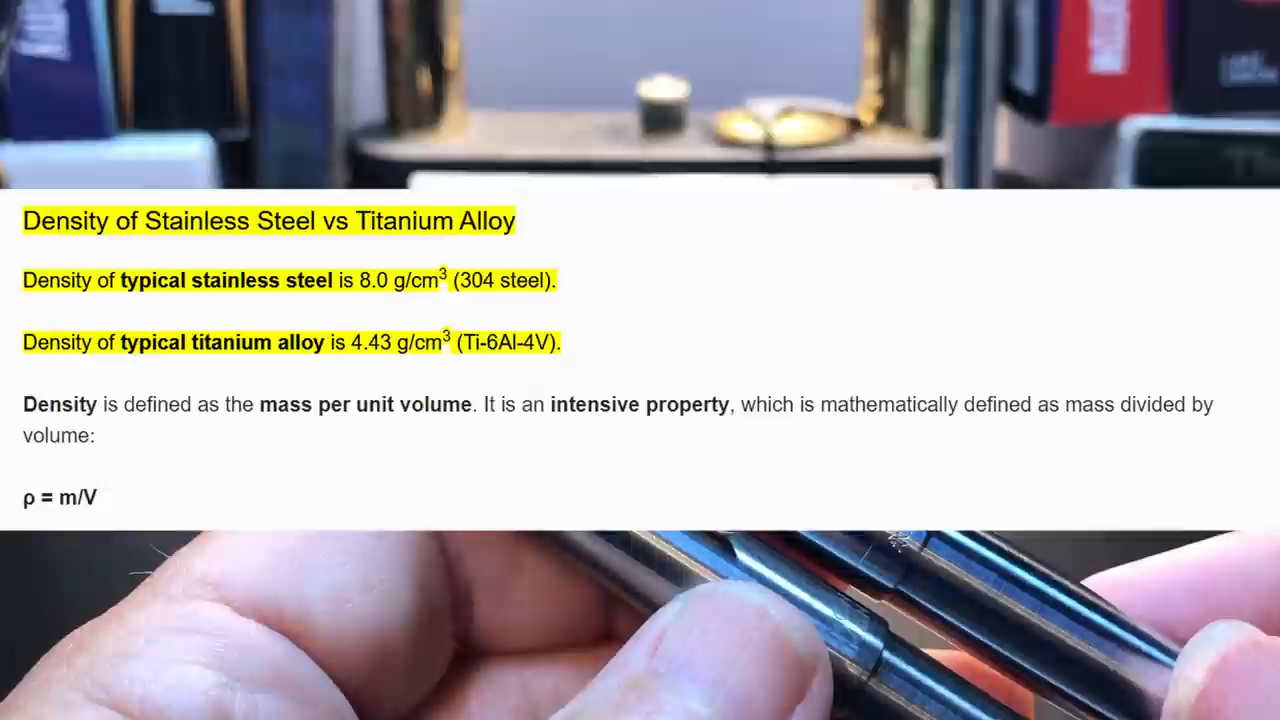 Density of Stainless Steel vs Titanium Alloy
Density of typical stainless steel is 8.0 g/cm³ (304 steel).
Density of typical titanium alloy is 4.43 g/cm³ (Ti-6Al-4V).
Density is defined as the mass per unit volume. It is an intensive property, which is mathematically defined as mass divided by
volume:
ρ = m/V